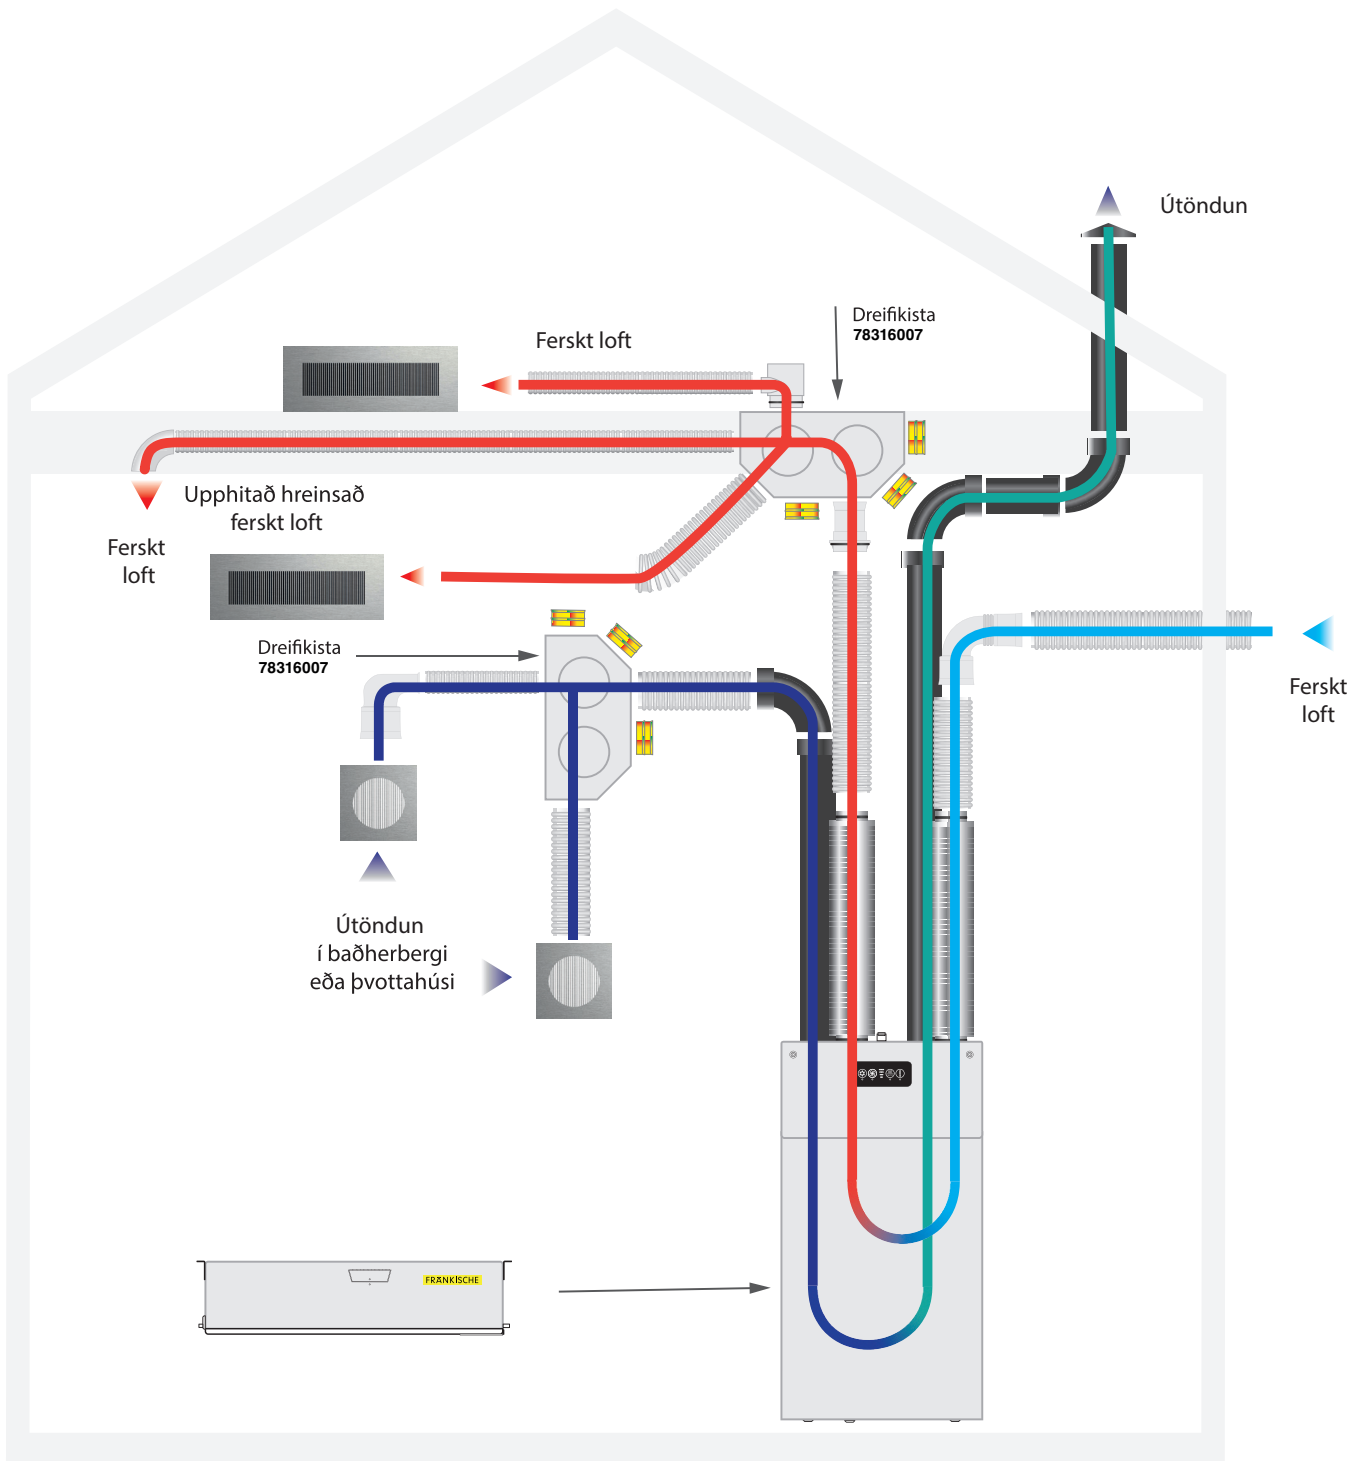 Útöndun
Dreifikista
78316007
Ferskt loft
Upphitað hreinsað
ferskt loft
Ferskt
loft
Dreifikista
78316007
Ferskt
loft
Útöndun
í baðherbergi
eða þvottahúsi
FRÄNKISCHE